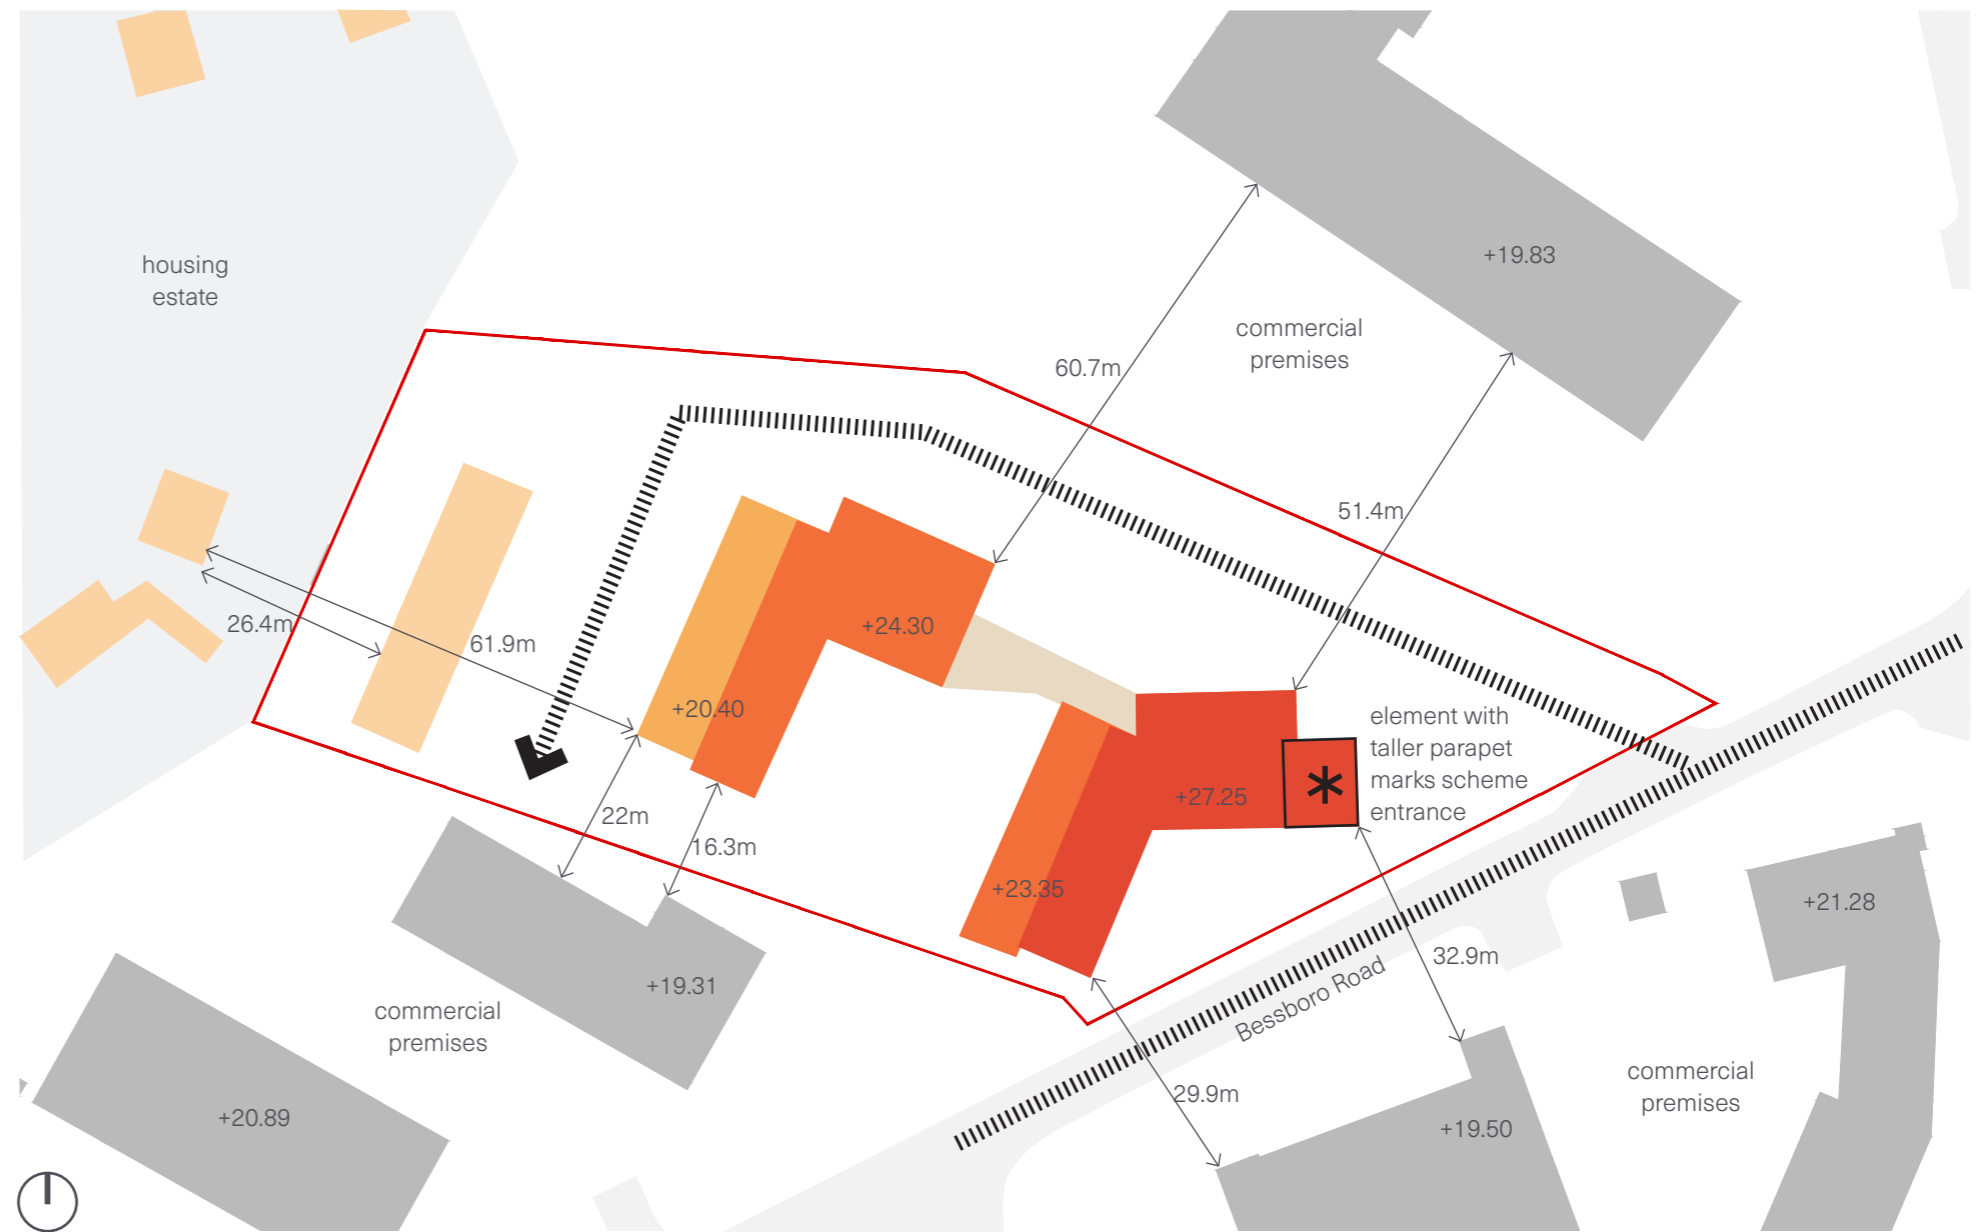 housing
estate
+19.83
commercial
premises
60.7m
51.4m
26.4m
61.9m
+24.30
+20.40
element with
taller parapet
marks scheme
entrance
+27.25
*
22m
16.3m
+23.35
+21.28
32.9m
Bessboro Road
+19.31
commercial
premises
+20.89
29.9m
commercial
premises
+19.50